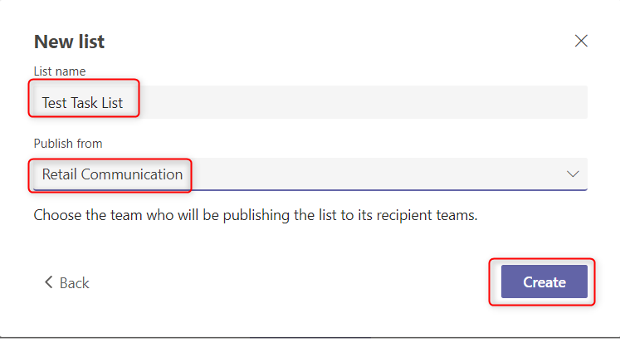 New list
List name
Test Task List
Publish from
Retail Communication
Choose the team who will be publishing the list to its recipient teams.
Back
Create